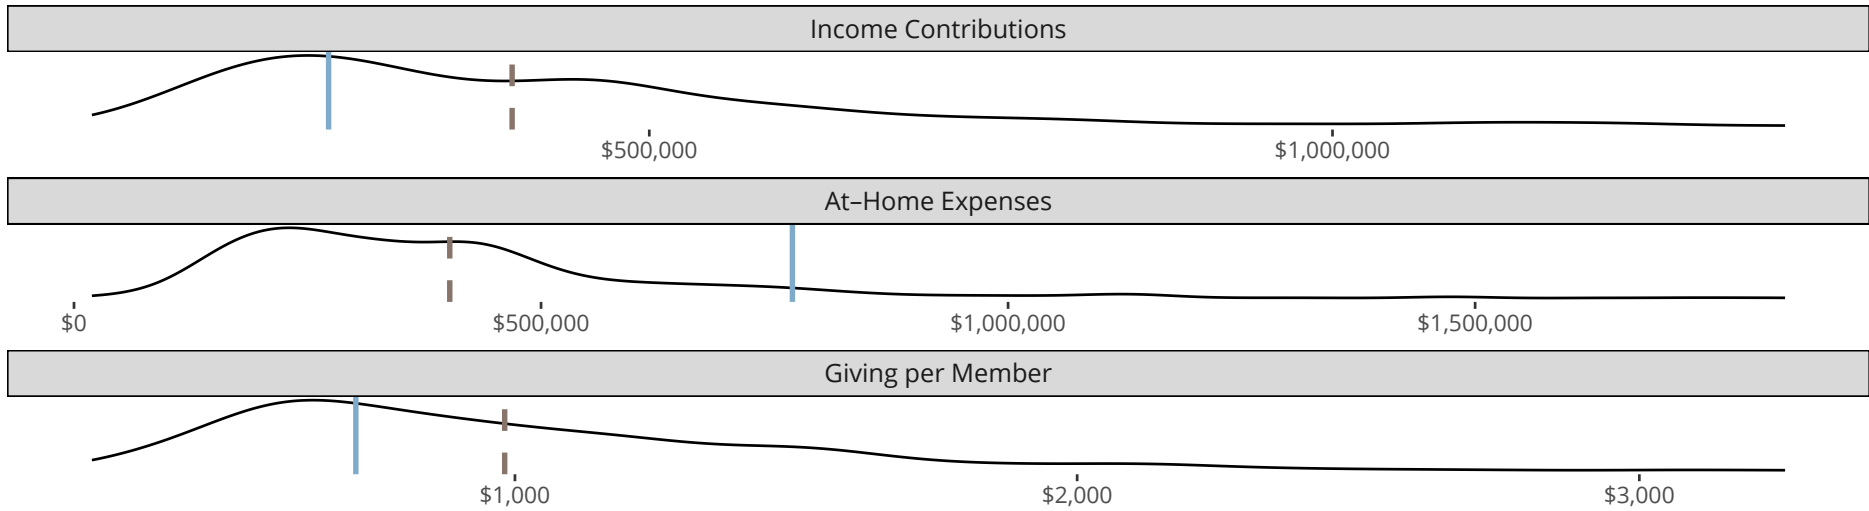 Income Contributions
$500,000 $1,000,000
At–Home Expenses
$0 $500,000 $1,000,000 $1,500,000
Giving per Member
$1,000 $2,000 $3,000